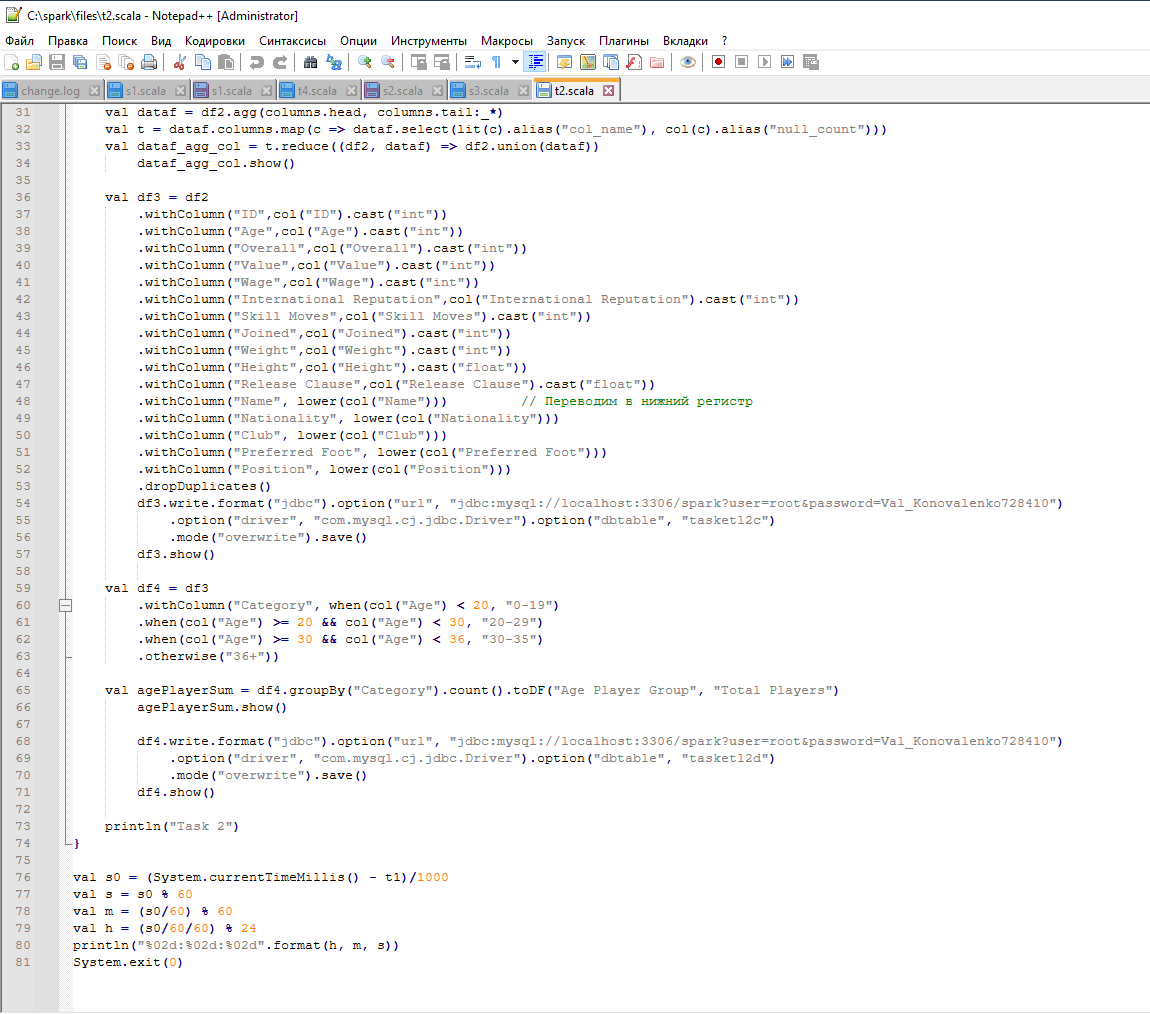 C:\spark\files\t2.scala - Notepad++ [Administrator]
Файл Правка Поиск Вид Кодировки Синтаксисы Опции Инструменты Макросы Запуск Плагины Вкладки ?
change.log s1.scala s1.scala t4.scala s2.scala s3.scala t2.scala
31 val dataf = df2.agg(columns.head, columns.tail:_*)
32 val t = dataf.columns.map(c => dataf.select(lit(c).alias("col_name"), col(c).alias("null_count")))
33 val dataf_agg_col = t.reduce((df2, dataf) => df2.union(dataf))
34 dataf_agg_col.show()
35
36 val df3 = df2
37 .withColumn("ID",col("ID").cast("int"))
38 .withColumn("Age",col("Age").cast("int"))
39 .withColumn("Overall",col("Overall").cast("int"))
40 .withColumn("Value",col("Value").cast("int"))
41 .withColumn("Wage",col("Wage").cast("int"))
42 .withColumn("International Reputation",col("International Reputation").cast("int"))
43 .withColumn("Skill Moves",col("Skill Moves").cast("int"))
44 .withColumn("Joined",col("Joined").cast("int"))
45 .withColumn("Weight",col("Weight").cast("int"))
46 .withColumn("Height",col("Height").cast("float"))
47 .withColumn("Release Clause",col("Release Clause").cast("float"))
48 .withColumn("Name", lower(col("Name"))) // Переводим в нижний регистр
49 .withColumn("Nationality", lower(col("Nationality")))
50 .withColumn("Club", lower(col("Club")))
51 .withColumn("Preferred Foot", lower(col("Preferred Foot")))
52 .withColumn("Position", lower(col("Position")))
53 .dropDuplicates()
54 df3.write.format("jdbc").option("url", "jdbc:mysql://localhost:3306/spark?user=root&password=Val_Konovalenko728410")
55 .option("driver", "com.mysql.cj.jdbc.Driver").option("dbtable", "tasketl2c")
56 .mode("overwrite").save()
57 df3.show()
58
59 val df4 = df3
60 .withColumn("Category", when(col("Age") < 20, "0-19")
61 .when(col("Age") >= 20 && col("Age") < 30, "20-29")
62 .when(col("Age") >= 30 && col("Age") < 36, "30-35")
63 .otherwise("36+"))
64
65 val agePlayerSum = df4.groupBy("Category").count().toDF("Age Player Group", "Total Players")
66 agePlayerSum.show()
67
68 df4.write.format("jdbc").option("url", "jdbc:mysql://localhost:3306/spark?user=root&password=Val_Konovalenko728410")
69 .option("driver", "com.mysql.cj.jdbc.Driver").option("dbtable", "tasketl2d")
70 .mode("overwrite").save()
71 df4.show()
72
73 println("Task 2")
74 }
75
76 val s0 = (System.currentTimeMillis() - t1)/1000
77 val s = s0 % 60
78 val m = (s0/60) % 60
79 val h = (s0/60/60) % 24
80 println("%02d:%02d:%02d".format(h, m, s))
81 System.exit(0)